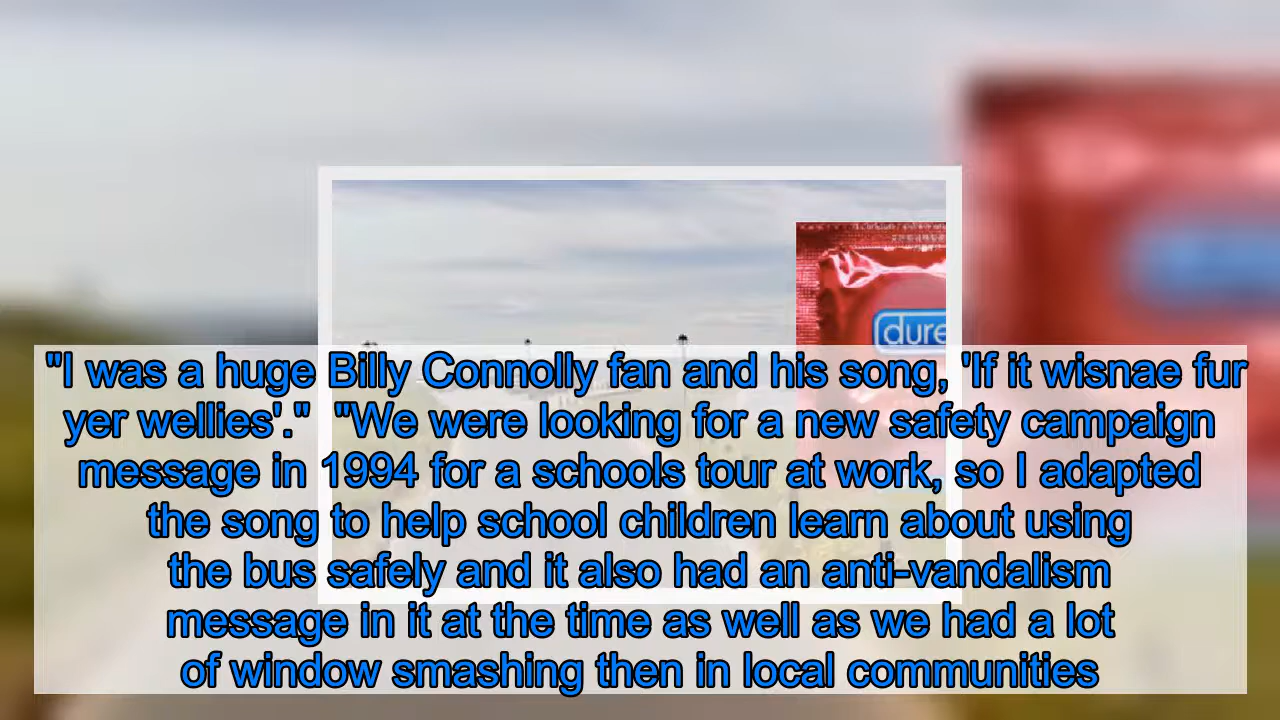 dure
"I was a huge Billy Connolly fan and his song, 'If it wisnae fur
yer wellies'."  "We were looking for a new safety campaign
message in 1994 for a schools tour at work, so I adapted
the song to help school children learn about using
the bus safely and it also had an anti-vandalism
message in it at the time as well as we had a lot
of window smashing then in local communities